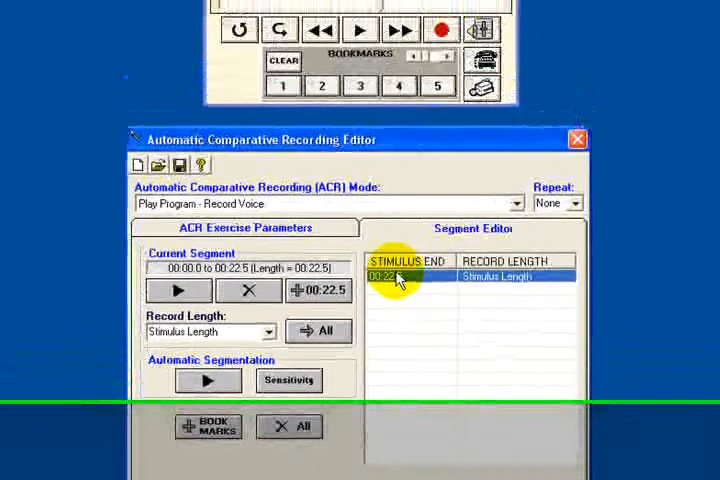 CLEAR
BOOKMARKS
1 2 3 4 5
Automatic Comparative Recording Editor
Automatic Comparative Recording (ACR) Mode:
Repeat:
Play Program - Record Voice
None
ACR Exercise Parameters
Segment Editor
Current Segment
00:00.0 to 00:22.5 (Length = 00:22.5)
00:22.5
STIMULUS END
RECORD LENGTH
00:22
Stimulus Length
Record Length:
Stimulus Length
All
Automatic Segmentation
Sensitivity
BOOK
MARKS
All